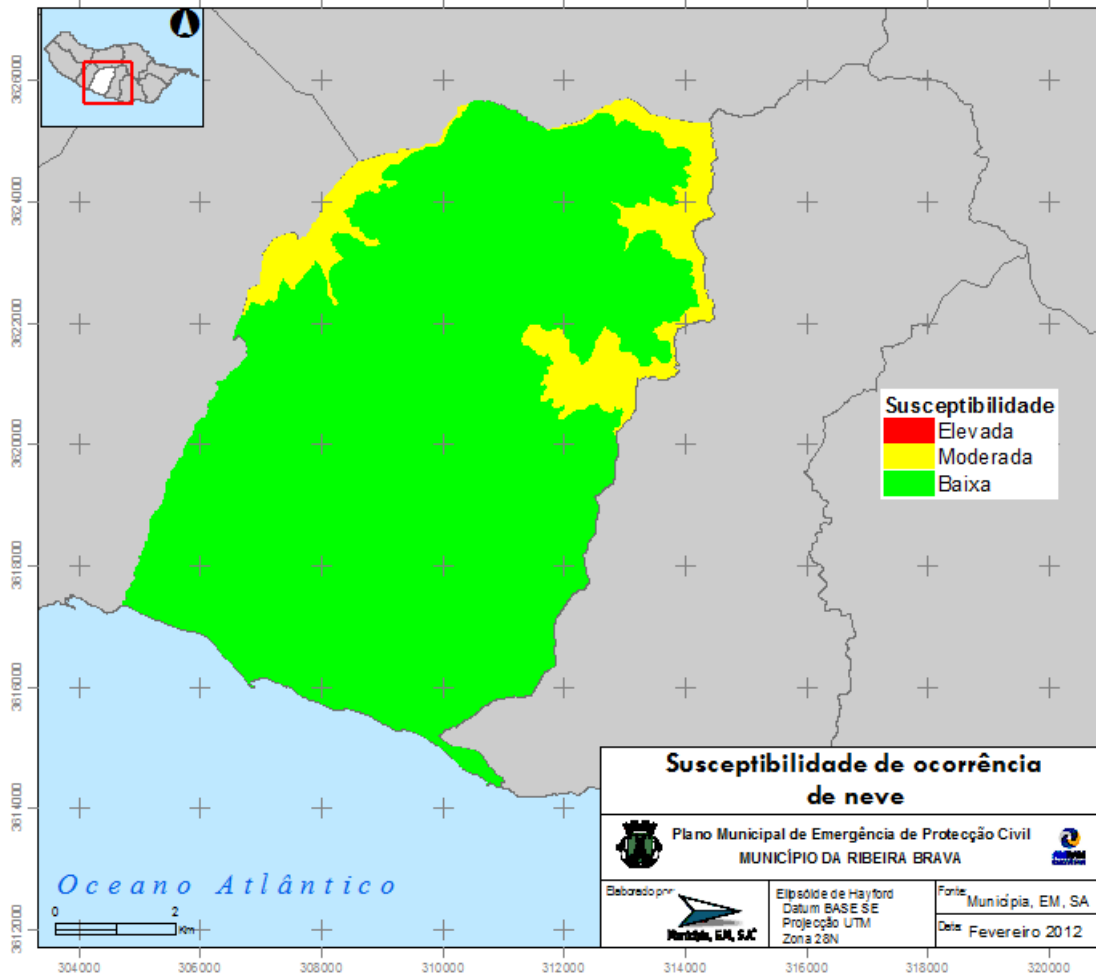 3626000
3624000
3622000
3620000
3618000
3616000
3614000
3612000
Susceptibilidade
Elevada
Moderada
Baixa
Oceano Atlântico
0 2
Km
Susceptibilidade de ocorrência
de neve
Plano Municipal de Emergência de Protecção Civil
MUNICÍPIO DA RIBEIRA BRAVA
Elaborado por:
Município, EM, S.A.
Elipsóide de Hayford
Datum BASE SE
Projecção UTM
Zona 28N
Fonte:
Município, EM, SA
Data:
Fevereiro 2012
304000 306000 308000 310000 312000 314000 316000 318000 320000